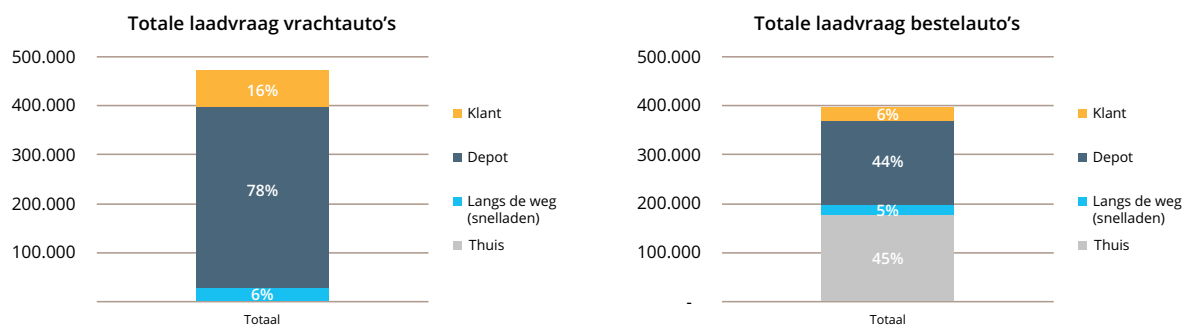 Totale laadvraag vrachtauto’s
500.000
400.000
300.000
200.000
100.000
16%
78%
6%
Totaal
Klant
Depot
Langs de weg
(snelladen)
Thuis
Totale laadvraag bestelauto’s
500.000
400.000
300.000
200.000
100.000
-
6%
44%
5%
45%
Totaal
Klant
Depot
Langs de weg
(snelladen)
Thuis